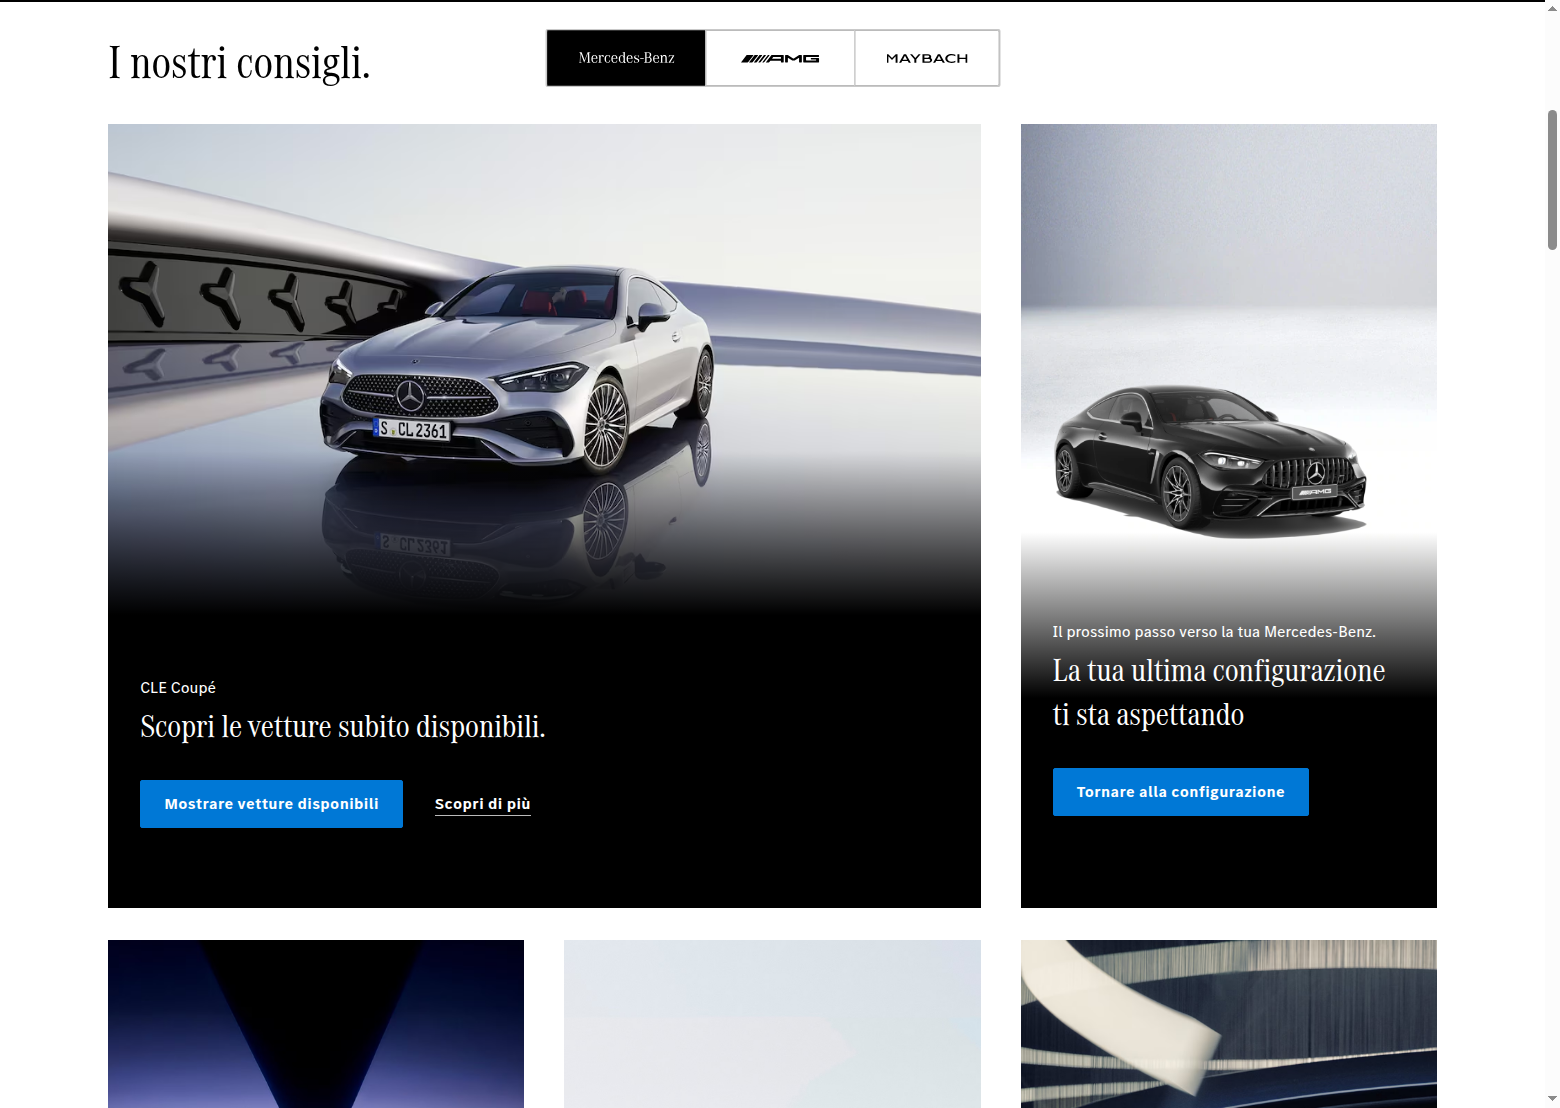 I nostri consigli.
Mercedes-Benz
AMG
MAYBACH
S CL 2361
AMG
CLE Coupé
Scopri le vetture subito disponibili.
Mostrare vetture disponibili
Scopri di più
Il prossimo passo verso la tua Mercedes-Benz.
La tua ultima configurazione
ti sta aspettando
Tornare alla configurazione